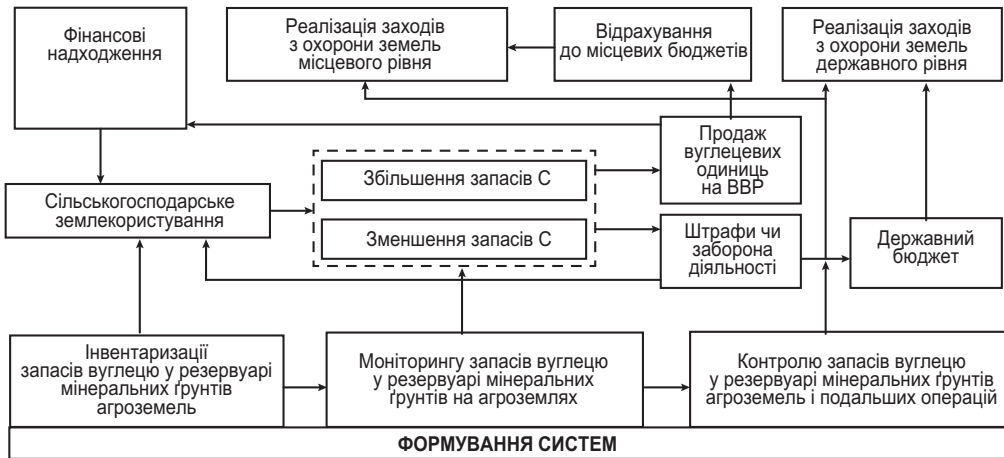 Фінансові
надходження
Реалізація заходів
з охорони земель
місцевого рівня
Відрахування
до місцевих бюджетів
Реалізація заходів
з охорони земель
державного рівня
Продаж
вуглецевих
одиниць
на ВВР
Збільшення запасів С
Сільськогосподарське
землекористування
Зменшення запасів С
Штрафи чи
заборона
діяльності
Державний
бюджет
Інвентаризації
запасів вуглецю у резервуарі
мінеральних ґрунтів
агроземель
Моніторингу запасів вуглецю
у резервуарі мінеральних
ґрунтів на агроземлях
Контролю запасів вуглецю
у резервуарі мінеральних ґрунтів
агроземель і подальших операцій
ФОРМУВАННЯ СИСТЕМ